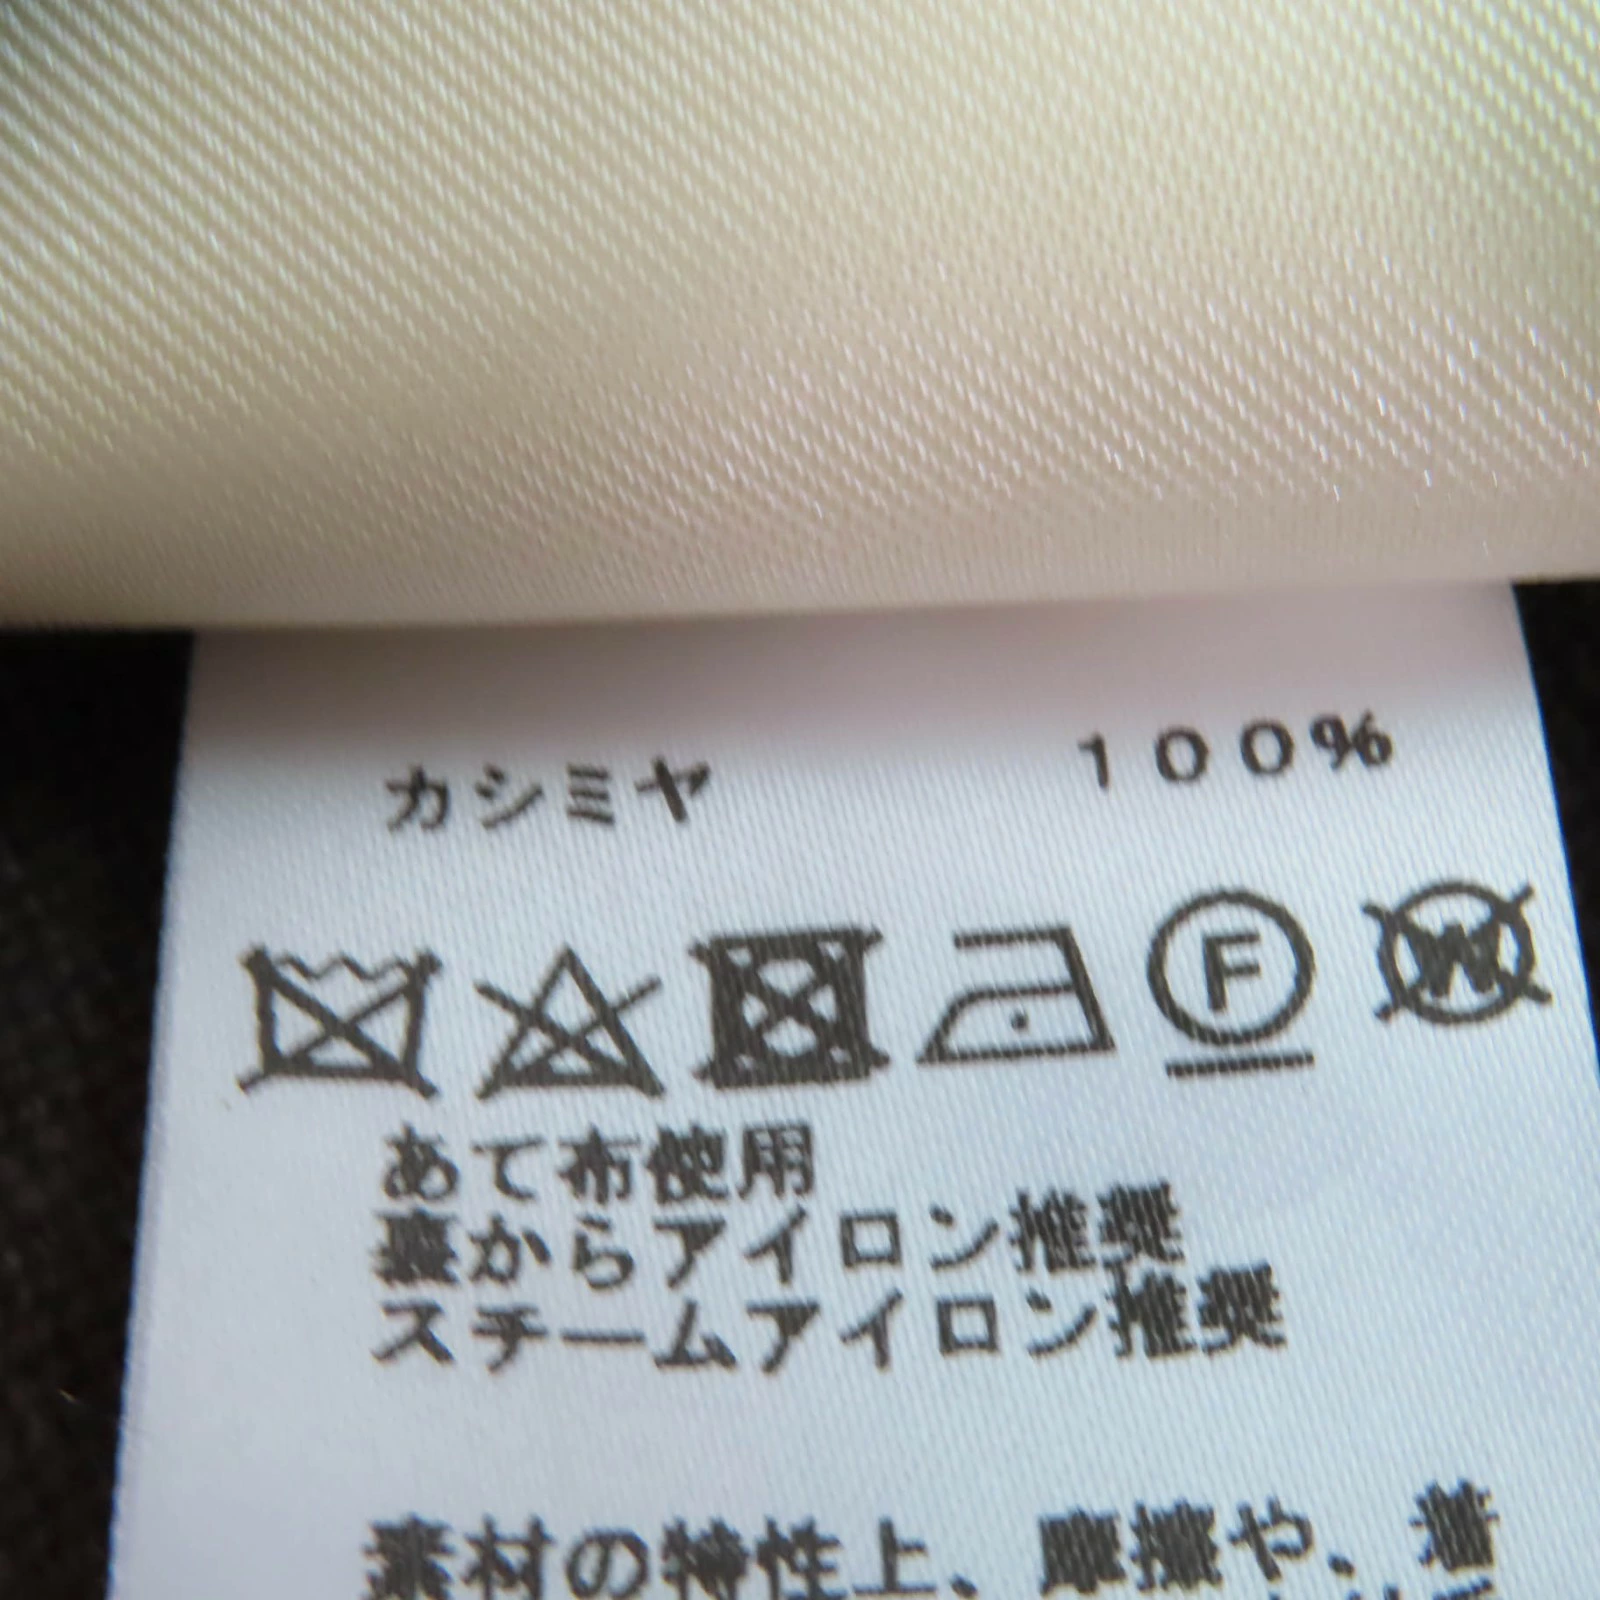 カシミヤ 100%
F W
あて布使用
裏からアイロン推奨
スチームアイロン推奨
素材の特性上、摩擦や、着